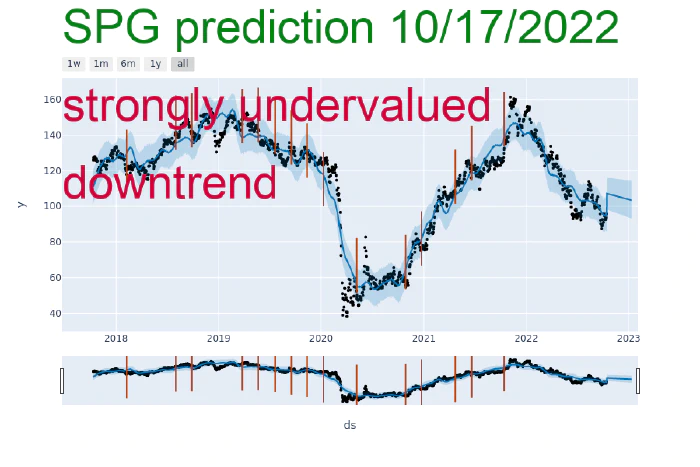 SPG prediction 10/17/2022
1w 1m 6m 1y all
strongly undervalued
downtrend
160
140
120
100
80
60
40
y
2018 2019 2020 2021 2022 2023
ds